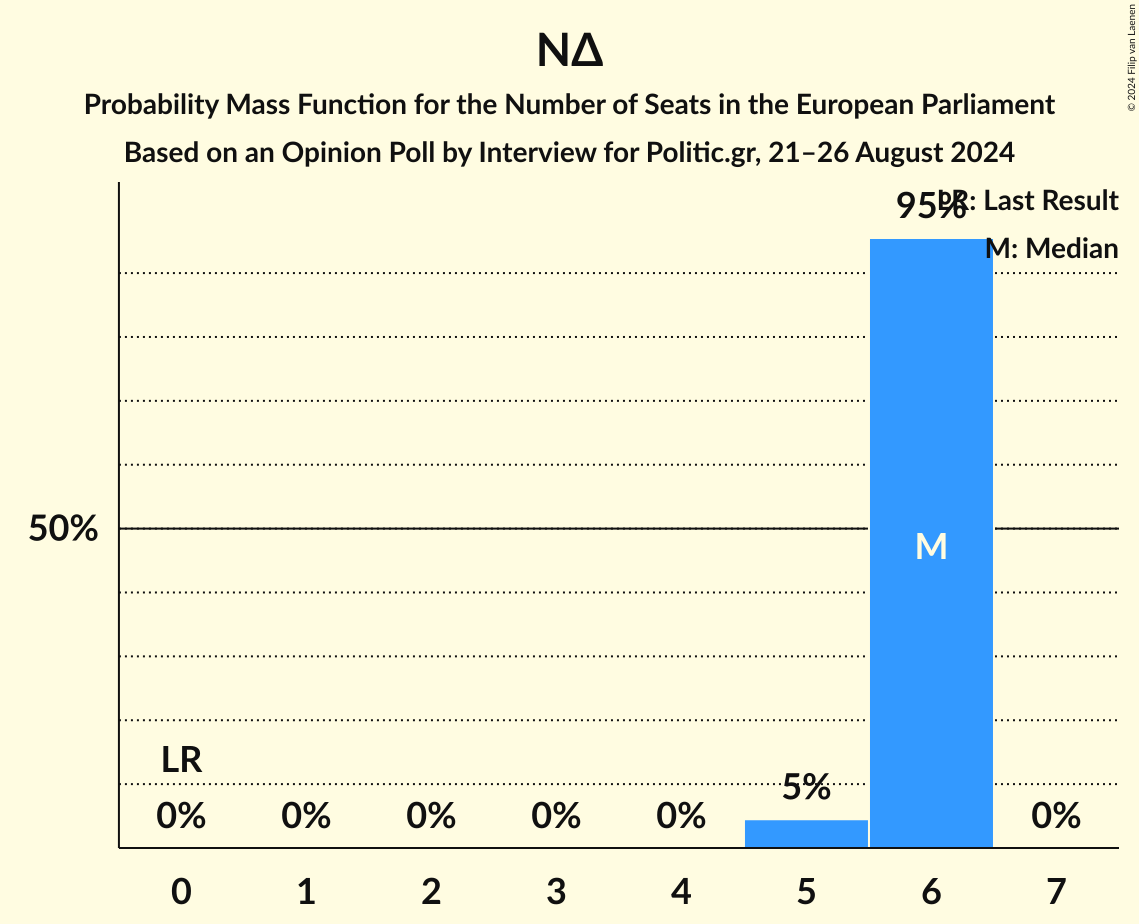 ΝΔ
Probability Mass Function for the Number of Seats in the European Parliament
Based on an Opinion Poll by Interview for Politic.gr, 21–26 August 2024
© 2024 Filip van Laenen
LR: Last Result
M: Median
95%
50%
M
LR
5%
0% 0% 0% 0% 0% 0%
0 1 2 3 4 5 6 7